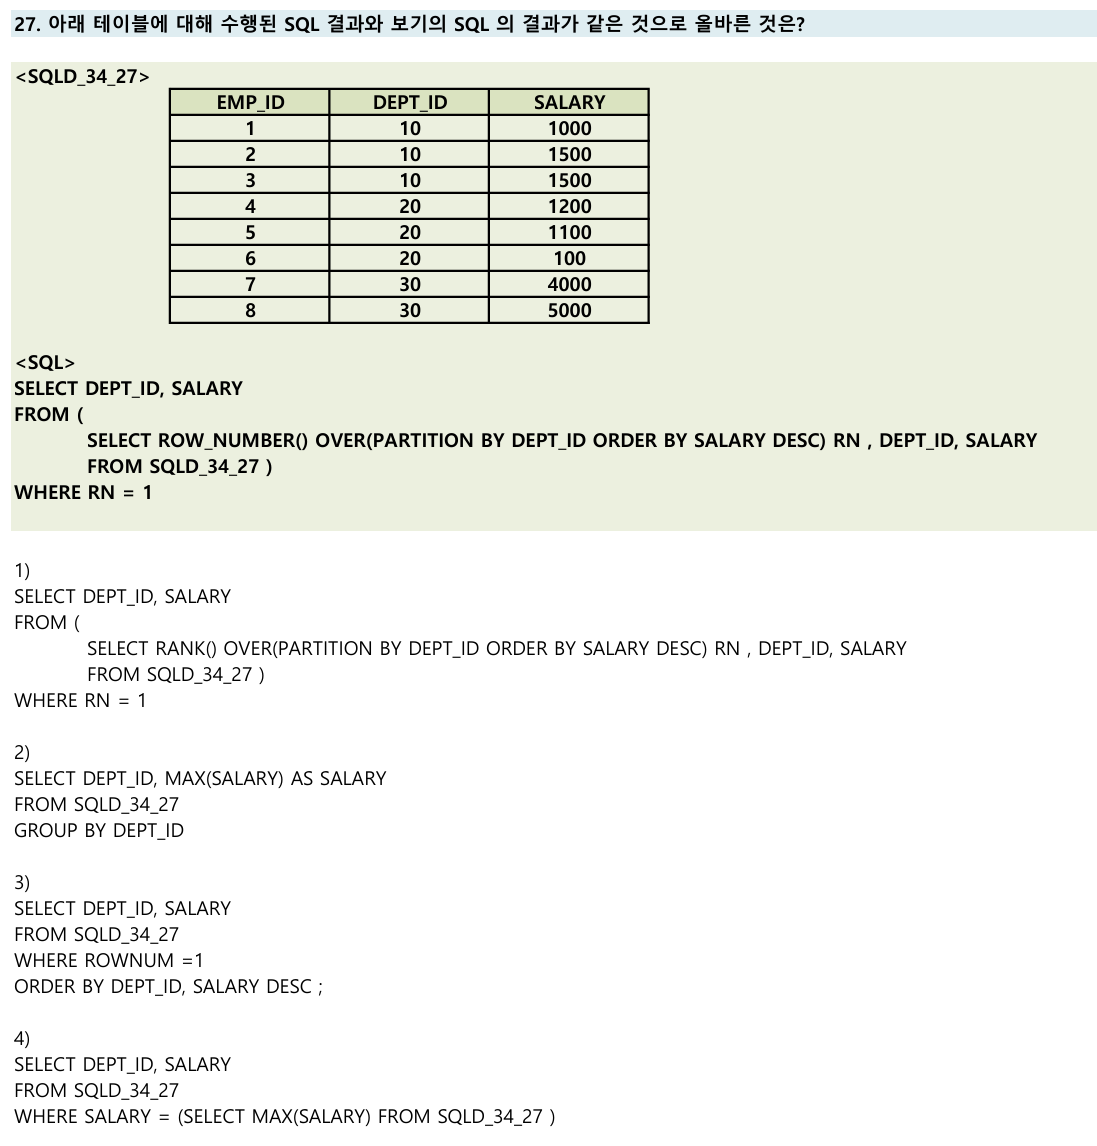 27. 아래 테이블에 대해 수행된 SQL 결과와 보기의 SQL 의 결과가 같은 것으로 올바른 것은?
<SQLD_34_27>
EMP_ID DEPT_ID SALARY
1 10 1000
2 10 1500
3 10 1500
4 20 1200
5 20 1100
6 20 100
7 30 4000
8 30 5000
<SQL>
SELECT DEPT_ID, SALARY
FROM (
SELECT ROW_NUMBER() OVER(PARTITION BY DEPT_ID ORDER BY SALARY DESC) RN , DEPT_ID, SALARY
FROM SQLD_34_27 )
WHERE RN = 1
1)
SELECT DEPT_ID, SALARY
FROM (
SELECT RANK() OVER(PARTITION BY DEPT_ID ORDER BY SALARY DESC) RN , DEPT_ID, SALARY
FROM SQLD_34_27 )
WHERE RN = 1
2)
SELECT DEPT_ID, MAX(SALARY) AS SALARY
FROM SQLD_34_27
GROUP BY DEPT_ID
3)
SELECT DEPT_ID, SALARY
FROM SQLD_34_27
WHERE ROWNUM =1
ORDER BY DEPT_ID, SALARY DESC ;
4)
SELECT DEPT_ID, SALARY
FROM SQLD_34_27
WHERE SALARY = (SELECT MAX(SALARY) FROM SQLD_34_27 )